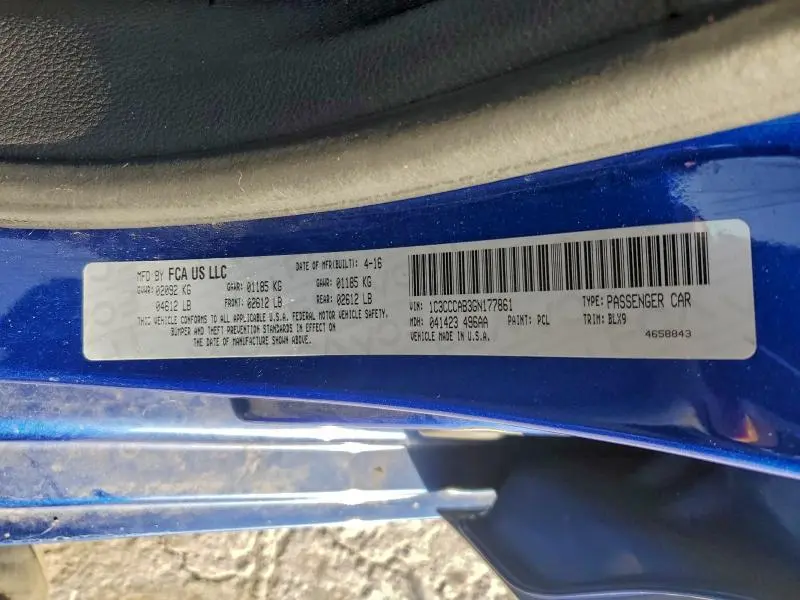 MFD BY FCA US LLC DATE OF MFR(BUILT): 4-16
GVWR: 02092 KG GAWR: 01185 KG GAWR: 01185 KG
04612 LB FRONT: 02612 LB REAR: 02612 LB
THIS VEHICLE CONFORMS TO ALL APPLICABLE U.S.A. FEDERAL MOTOR VEHICLE SAFETY,
BUMPER AND THEFT PREVENTION STANDARDS IN EFFECT ON
THE DATE OF MANUFACTURE SHOWN ABOVE.
VIN: 1C3CCCAB3GN177861 TYPE: PASSENGER CAR
MDH: 041423 496AA PAINT: PCL TRIM: BLX9
VEHICLE MADE IN U.S.A. 4658843